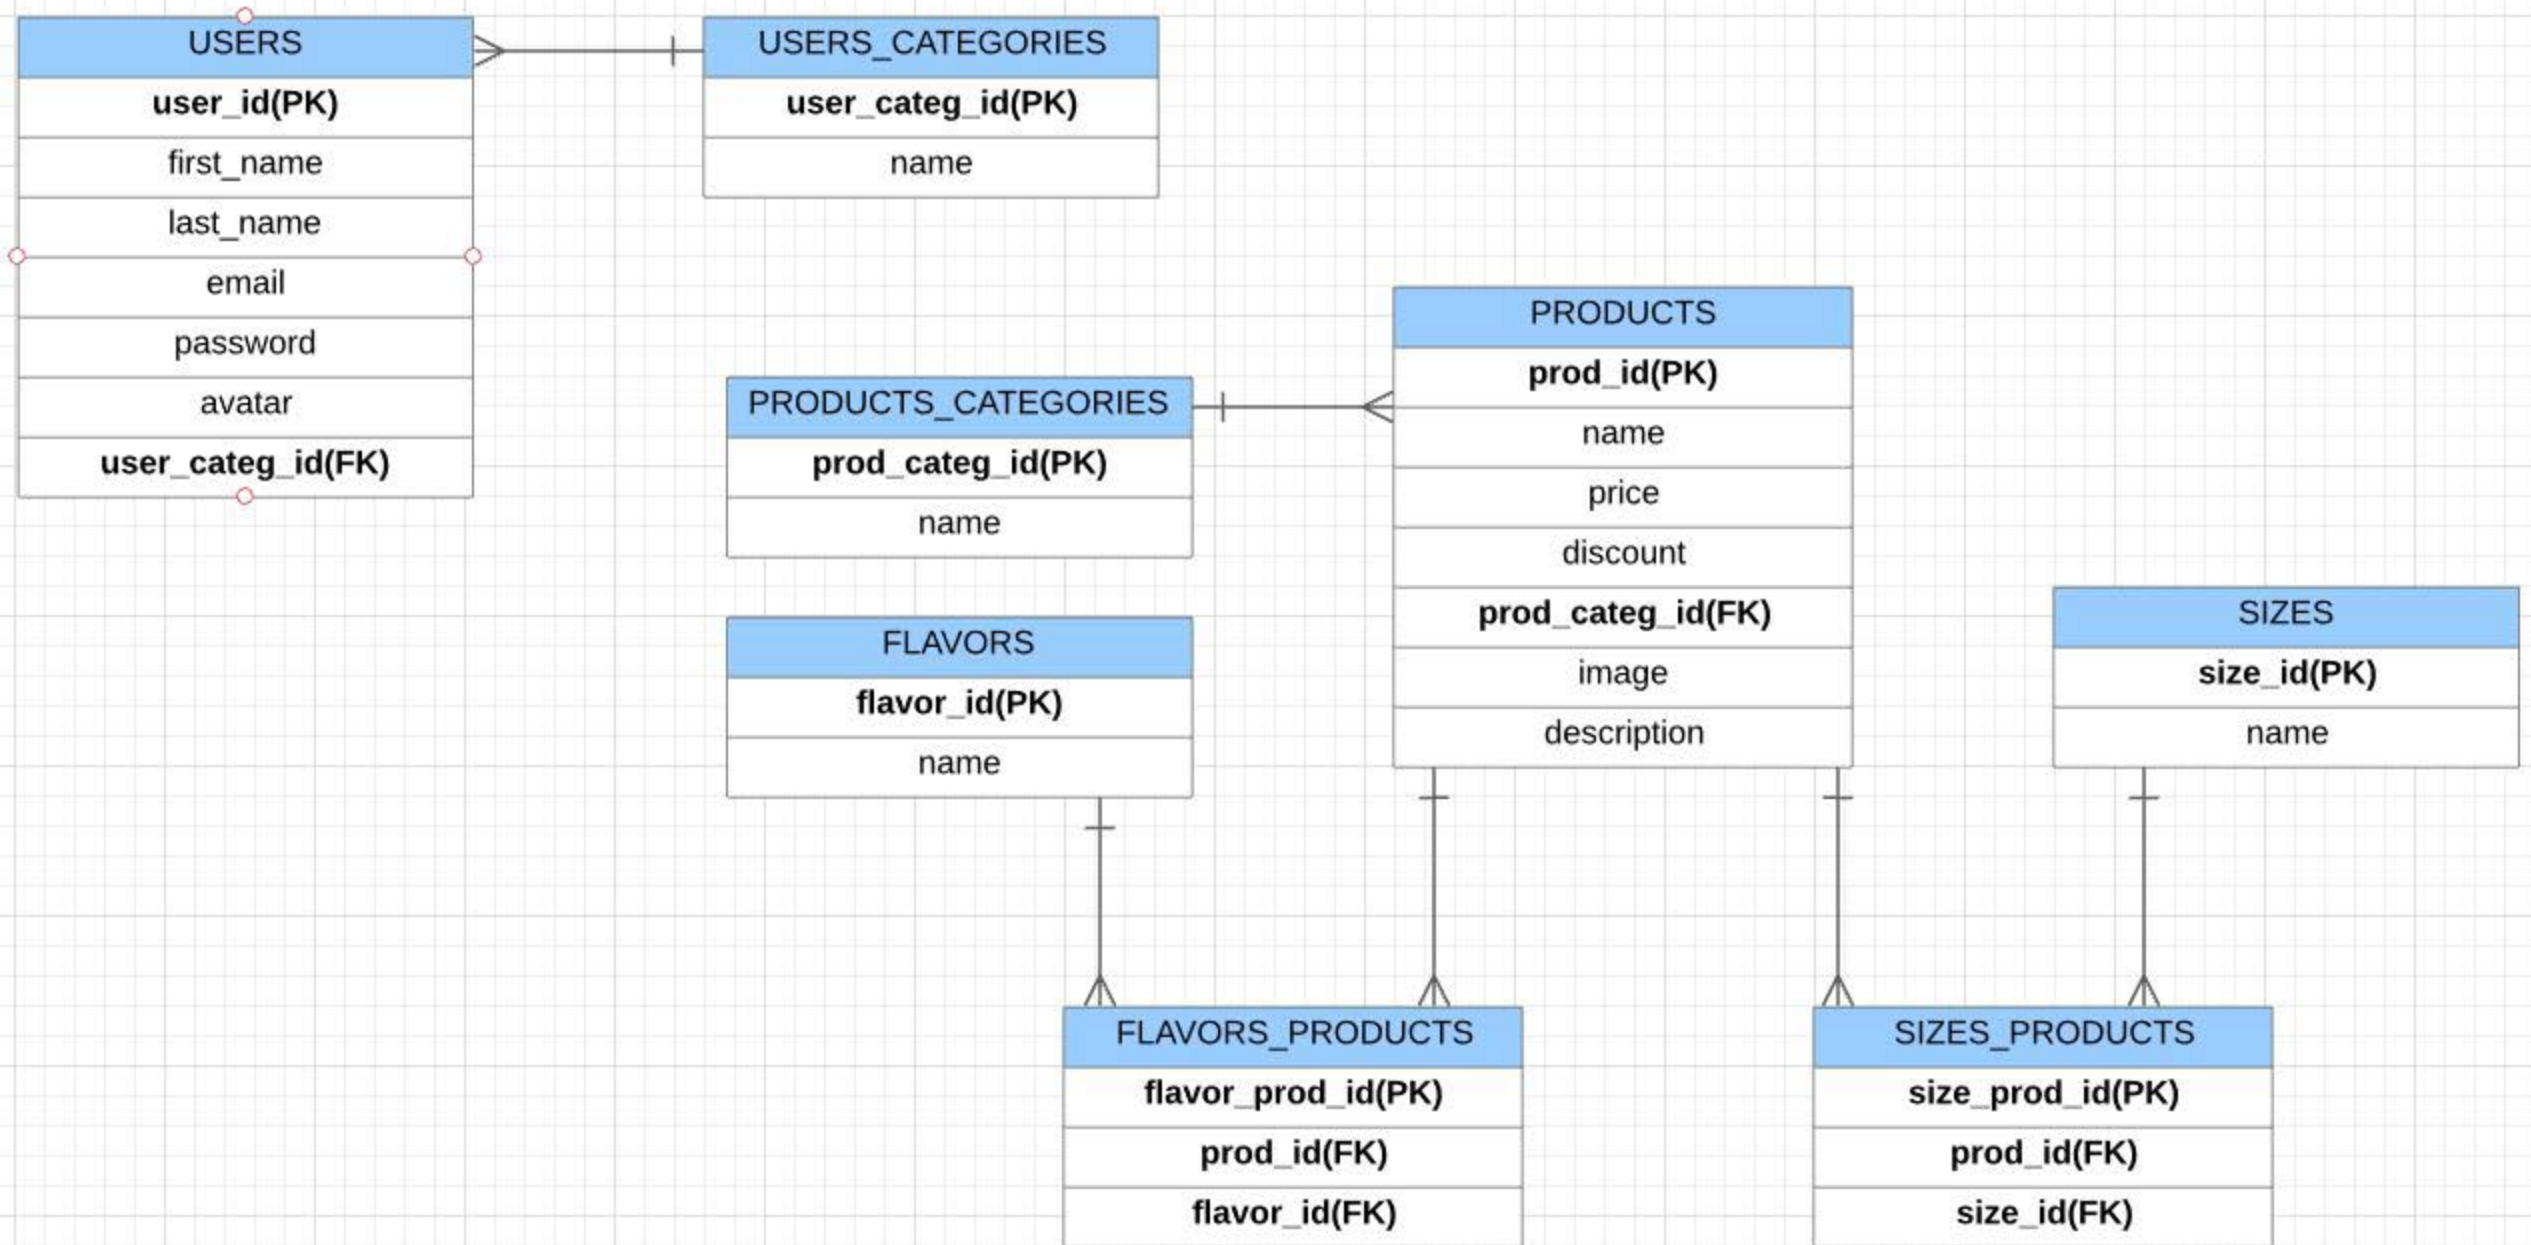 USERS
user_id(PK)
first_name
last_name
email
password
avatar
user_categ_id(FK)
USERS_CATEGORIES
user_categ_id(PK)
name
PRODUCTS_CATEGORIES
prod_categ_id(PK)
name
PRODUCTS
prod_id(PK)
name
price
discount
prod_categ_id(FK)
image
description
FLAVORS
flavor_id(PK)
name
SIZES
size_id(PK)
name
FLAVORS_PRODUCTS
flavor_prod_id(PK)
prod_id(FK)
flavor_id(FK)
SIZES_PRODUCTS
size_prod_id(PK)
prod_id(FK)
size_id(FK)